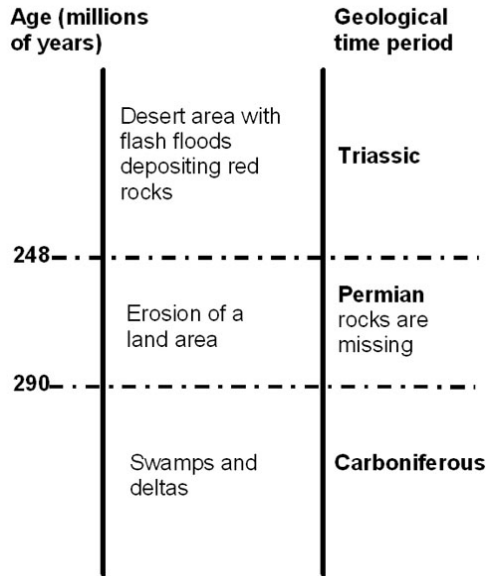 Age (millions
of years)
Geological
time period
Desert area with
flash floods
depositing red
rocks
Triassic
248
Erosion of a
land area
Permian
rocks are
missing
290
Swamps and
deltas
Carboniferous